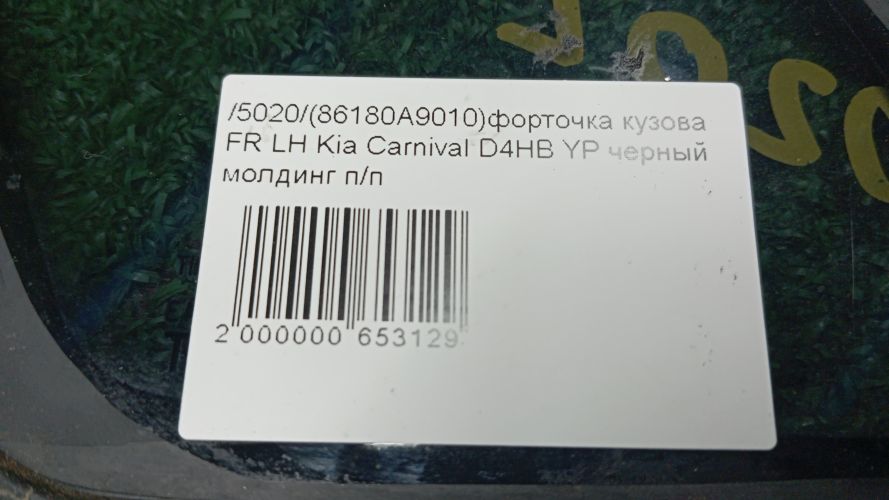 /5020/(86180A9010)форточка кузова
FR LH Kia Carnival D4HB YP черный
молдинг п/п
2 000000 653129